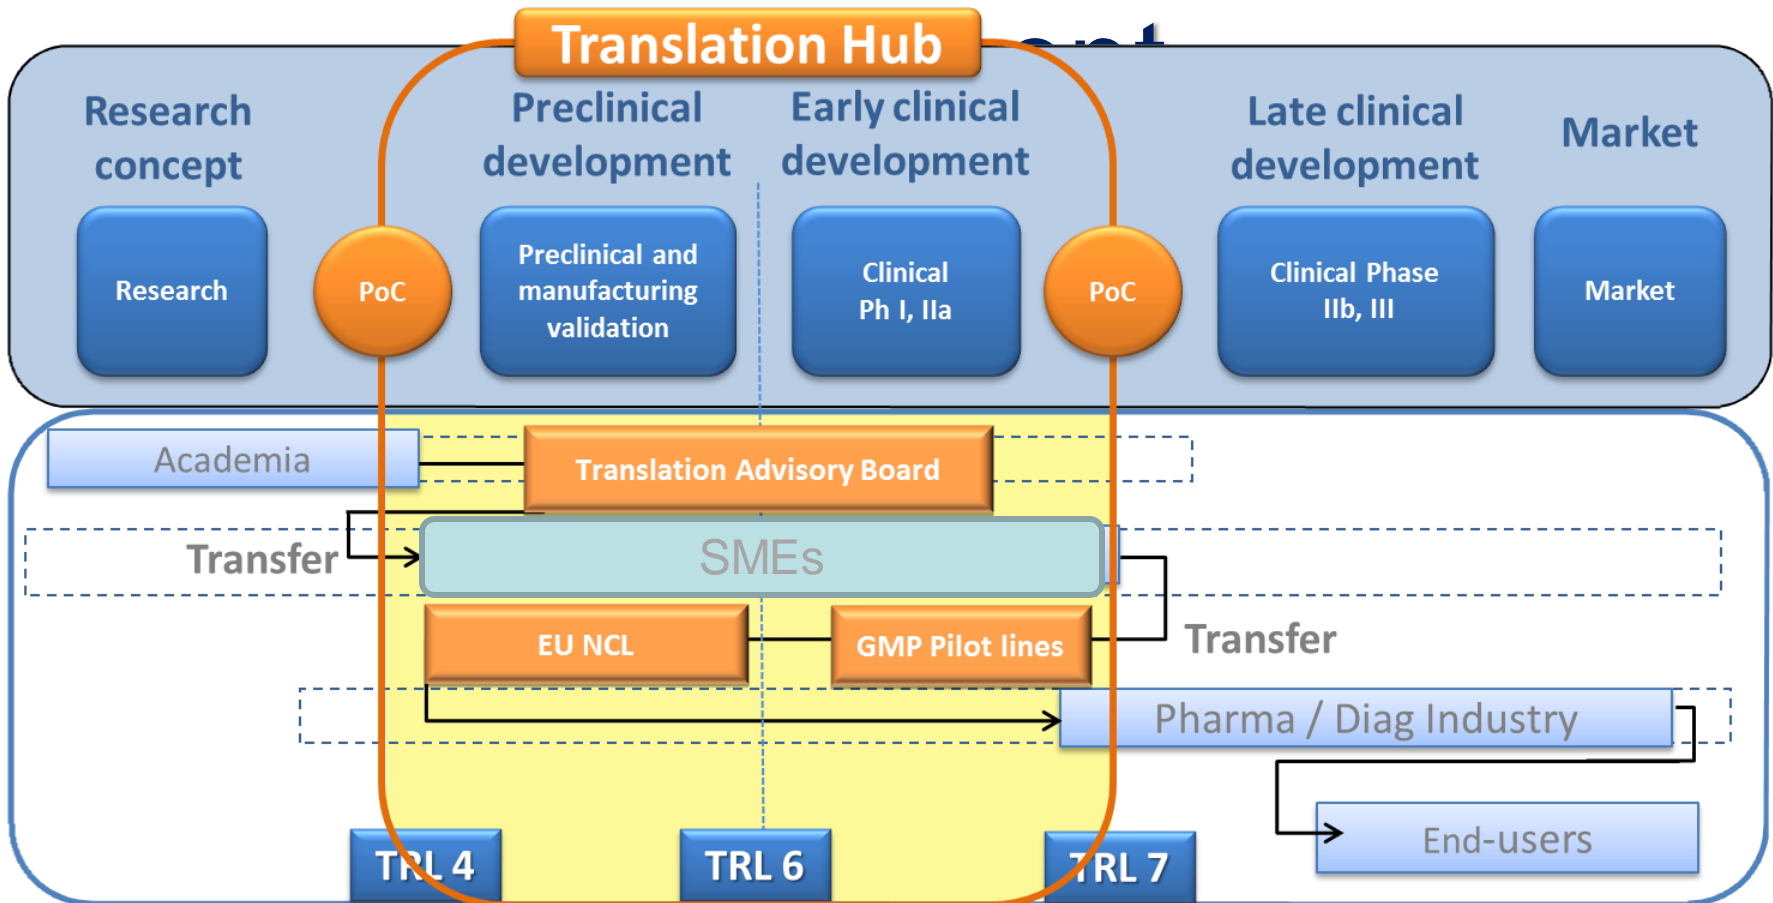 Translation Hub
Research
concept
Preclinical
development
Early clinical
development
Late clinical
development
Market
Research
PoC
Preclinical and
manufacturing
validation
Clinical
Ph I, IIa
PoC
Clinical Phase
IIb, III
Market
Academia
Translation Advisory Board
Transfer
SMEs
EU NCL
GMP Pilot lines
Transfer
Pharma / Diag Industry
End-users
TRL 4
TRL 6
TRL 7